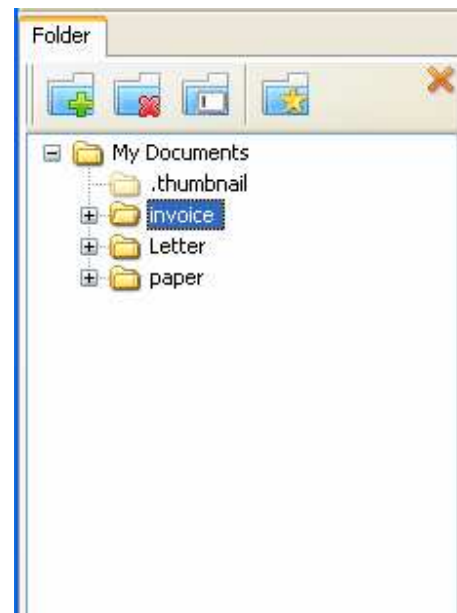 Folder
My Documents
.thumbnail
invoice
Letter
paper